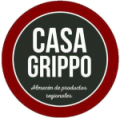 CASA
GRIPPO
Almacén de productos
regionales